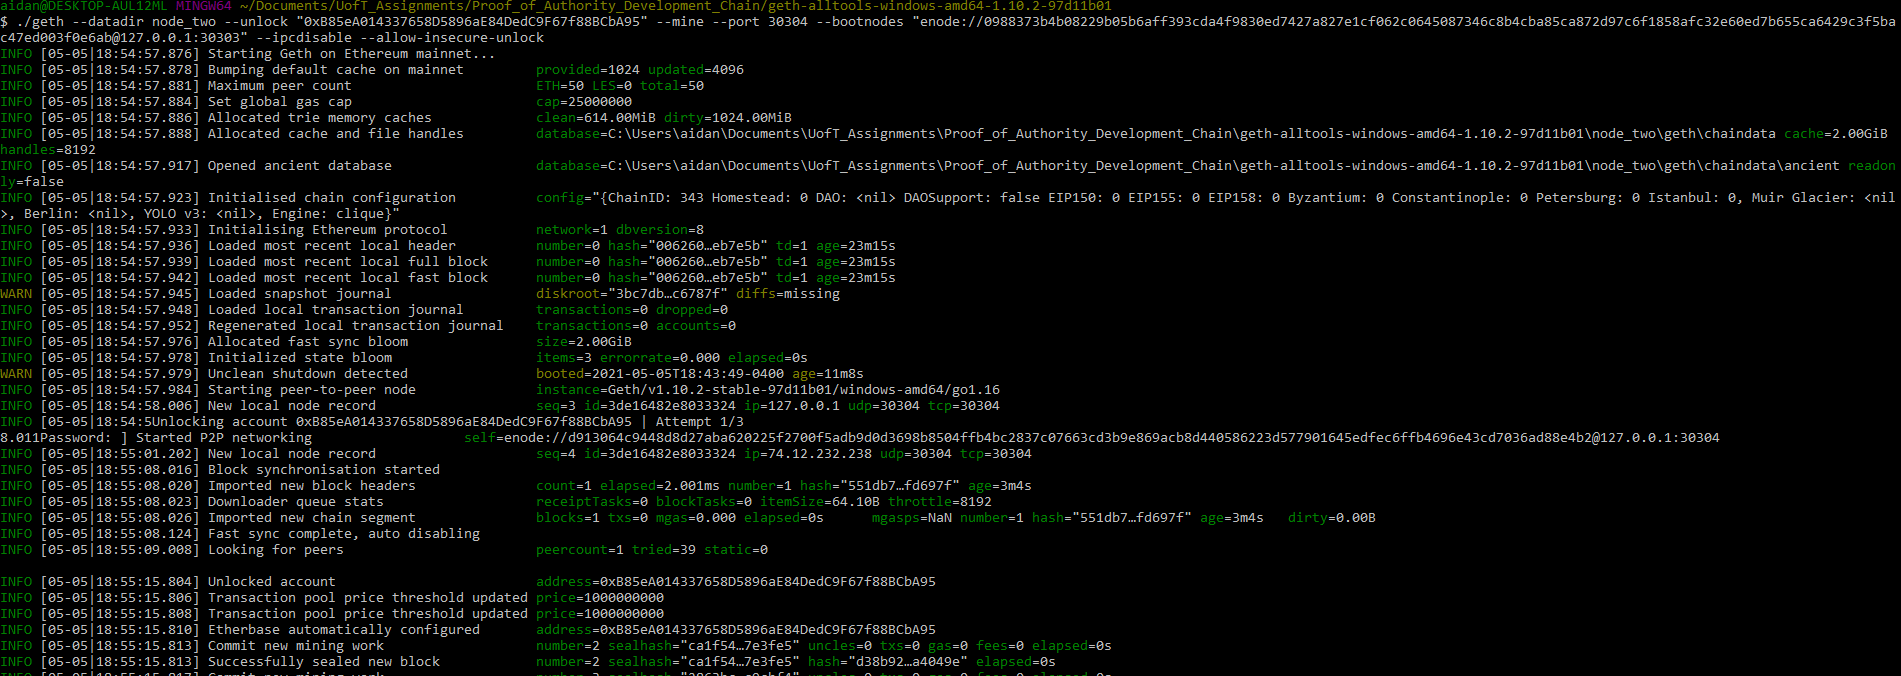 aidan@DESKTOP-AUL12ML MINGW64 ~/Documents/UofT_Assignments/Proof_of_Authority_Development_Chain/geth-alltools-windows-amd64-1.10.2-97d11b01
$ ./geth --datadir node_two --unlock "0xB85eA014337658D5896aE84DedC9F67f88BCbA95" --mine --port 30304 --bootnodes "enode://0988373b4b08229b05b6aff393cda4f9830ed7427a827e1cf062c0645087346c8b4cba85ca872d97c6f1858afc32e60ed7b655ca6429c3f5ba
c47ed003f0e6ab@127.0.0.1:30303" --ipcdisable --allow-insecure-unlock
INFO [05-05|18:54:57.876] Starting Geth on Ethereum mainnet...
INFO [05-05|18:54:57.878] Bumping default cache on mainnet         provided=1024 updated=4096
INFO [05-05|18:54:57.881] Maximum peer count                       ETH=50 LES=0 total=50
INFO [05-05|18:54:57.884] Set global gas cap                       cap=25000000
INFO [05-05|18:54:57.886] Allocated trie memory caches             clean=614.00MiB dirty=1024.00MiB
INFO [05-05|18:54:57.888] Allocated cache and file handles         database=C:\Users\aidan\Documents\UofT_Assignments\Proof_of_Authority_Development_Chain\geth-alltools-windows-amd64-1.10.2-97d11b01\node_two\geth\chaindata cache=2.00GiB
handles=8192
INFO [05-05|18:54:57.917] Opened ancient database                  database=C:\Users\aidan\Documents\UofT_Assignments\Proof_of_Authority_Development_Chain\geth-alltools-windows-amd64-1.10.2-97d11b01\node_two\geth\chaindata\ancient readon
ly=false
INFO [05-05|18:54:57.923] Initialised chain configuration          config="{ChainID: 343 Homestead: 0 DAO: <nil> DAOSupport: false EIP150: 0 EIP155: 0 EIP158: 0 Byzantium: 0 Constantinople: 0 Petersburg: 0 Istanbul: 0, Muir Glacier: <nil
>, Berlin: <nil>, YOLO v3: <nil>, Engine: clique}"
INFO [05-05|18:54:57.933] Initialising Ethereum protocol           network=1 dbversion=8
INFO [05-05|18:54:57.936] Loaded most recent local header          number=0 hash="006260…eb7e5b" td=1 age=23m15s
INFO [05-05|18:54:57.939] Loaded most recent local full block      number=0 hash="006260…eb7e5b" td=1 age=23m15s
INFO [05-05|18:54:57.942] Loaded most recent local fast block      number=0 hash="006260…eb7e5b" td=1 age=23m15s
WARN [05-05|18:54:57.945] Loaded snapshot journal                  diskroot="3bc7db…c6787f" diffs=missing
INFO [05-05|18:54:57.948] Loaded local transaction journal         transactions=0 dropped=0
INFO [05-05|18:54:57.952] Regenerated local transaction journal    transactions=0 accounts=0
INFO [05-05|18:54:57.976] Allocated fast sync bloom                size=2.00GiB
INFO [05-05|18:54:57.978] Initialized state bloom                  items=3 errorrate=0.000 elapsed=0s
WARN [05-05|18:54:57.979] Unclean shutdown detected                booted=2021-05-05T18:43:49-0400 age=11m8s
INFO [05-05|18:54:57.984] Starting peer-to-peer node               instance=Geth/v1.10.2-stable-97d11b01/windows-amd64/go1.16
INFO [05-05|18:54:58.006] New local node record                    seq=3 id=3de16482e8033324 ip=127.0.0.1 udp=30304 tcp=30304
INFO [05-05|18:54:5Unlocking account 0xB85eA014337658D5896aE84DedC9F67f88BCbA95 | Attempt 1/3
8.011Password: ] Started P2P networking                   self=enode://d913064c9448d8d27aba620225f2700f5adb9d0d3698b8504ffb4bc2837c07663cd3b9e869acb8d440586223d577901645edfec6ffb4696e43cd7036ad88e4b2@127.0.0.1:30304
INFO [05-05|18:55:01.202] New local node record                    seq=4 id=3de16482e8033324 ip=74.12.232.238 udp=30304 tcp=30304
INFO [05-05|18:55:08.016] Block synchronisation started
INFO [05-05|18:55:08.020] Imported new block headers               count=1 elapsed=2.001ms number=1 hash="551db7…fd697f" age=3m4s
INFO [05-05|18:55:08.023] Downloader queue stats                   receiptTasks=0 blockTasks=0 itemSize=64.10B throttle=8192
INFO [05-05|18:55:08.026] Imported new chain segment               blocks=1 txs=0 mgas=0.000 elapsed=0s      mgasps=NaN number=1 hash="551db7…fd697f" age=3m4s   dirty=0.00B
INFO [05-05|18:55:08.124] Fast sync complete, auto disabling
INFO [05-05|18:55:09.008] Looking for peers                        peercount=1 tried=39 static=0
INFO [05-05|18:55:15.804] Unlocked account                         address=0xB85eA014337658D5896aE84DedC9F67f88BCbA95
INFO [05-05|18:55:15.806] Transaction pool price threshold updated price=1000000000
INFO [05-05|18:55:15.808] Transaction pool price threshold updated price=1000000000
INFO [05-05|18:55:15.810] Etherbase automatically configured       address=0xB85eA014337658D5896aE84DedC9F67f88BCbA95
INFO [05-05|18:55:15.813] Commit new mining work                   number=2 sealhash="ca1f54…7e3fe5" uncles=0 txs=0 gas=0 fees=0 elapsed=0s
INFO [05-05|18:55:15.813] Successfully sealed new block            number=2 sealhash="ca1f54…7e3fe5" hash="d38b92…a4049e" elapsed=0s